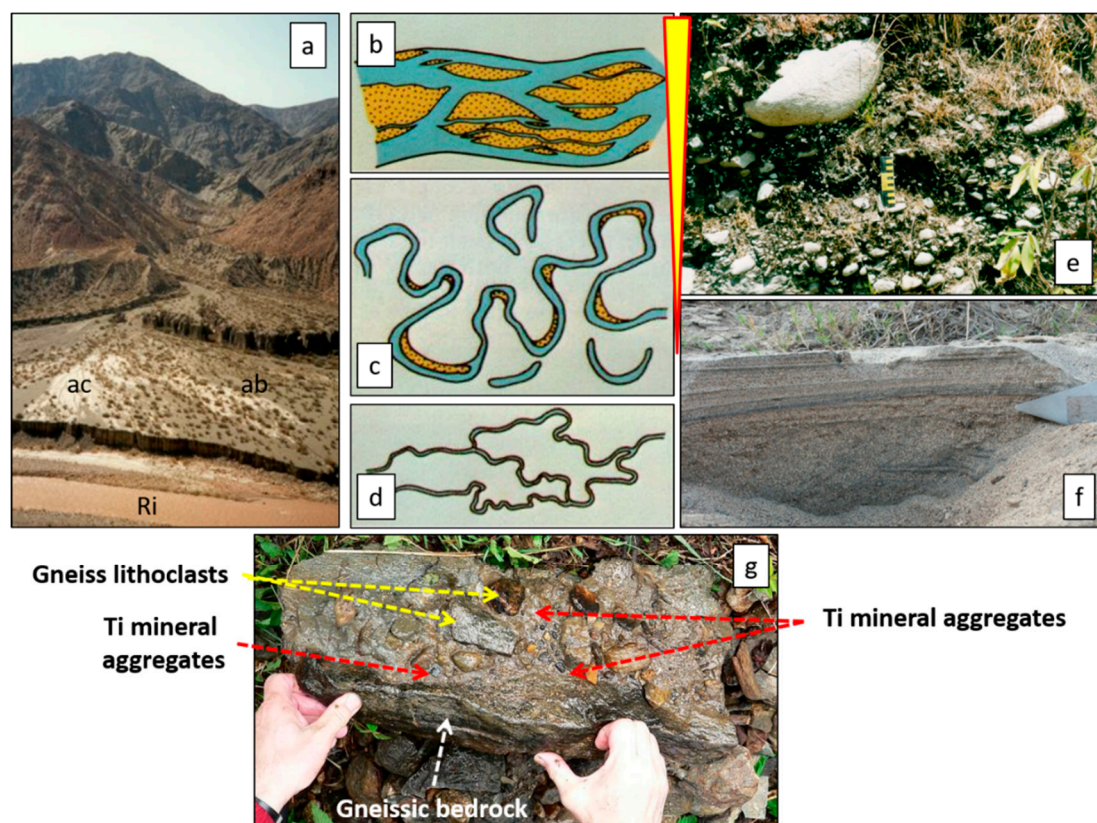 a
ac
ab
Ri
b
c
d
e
f
g
Gneiss lithoclasts
Ti mineral
aggregates
Ti mineral aggregates
Gneissic bedrock